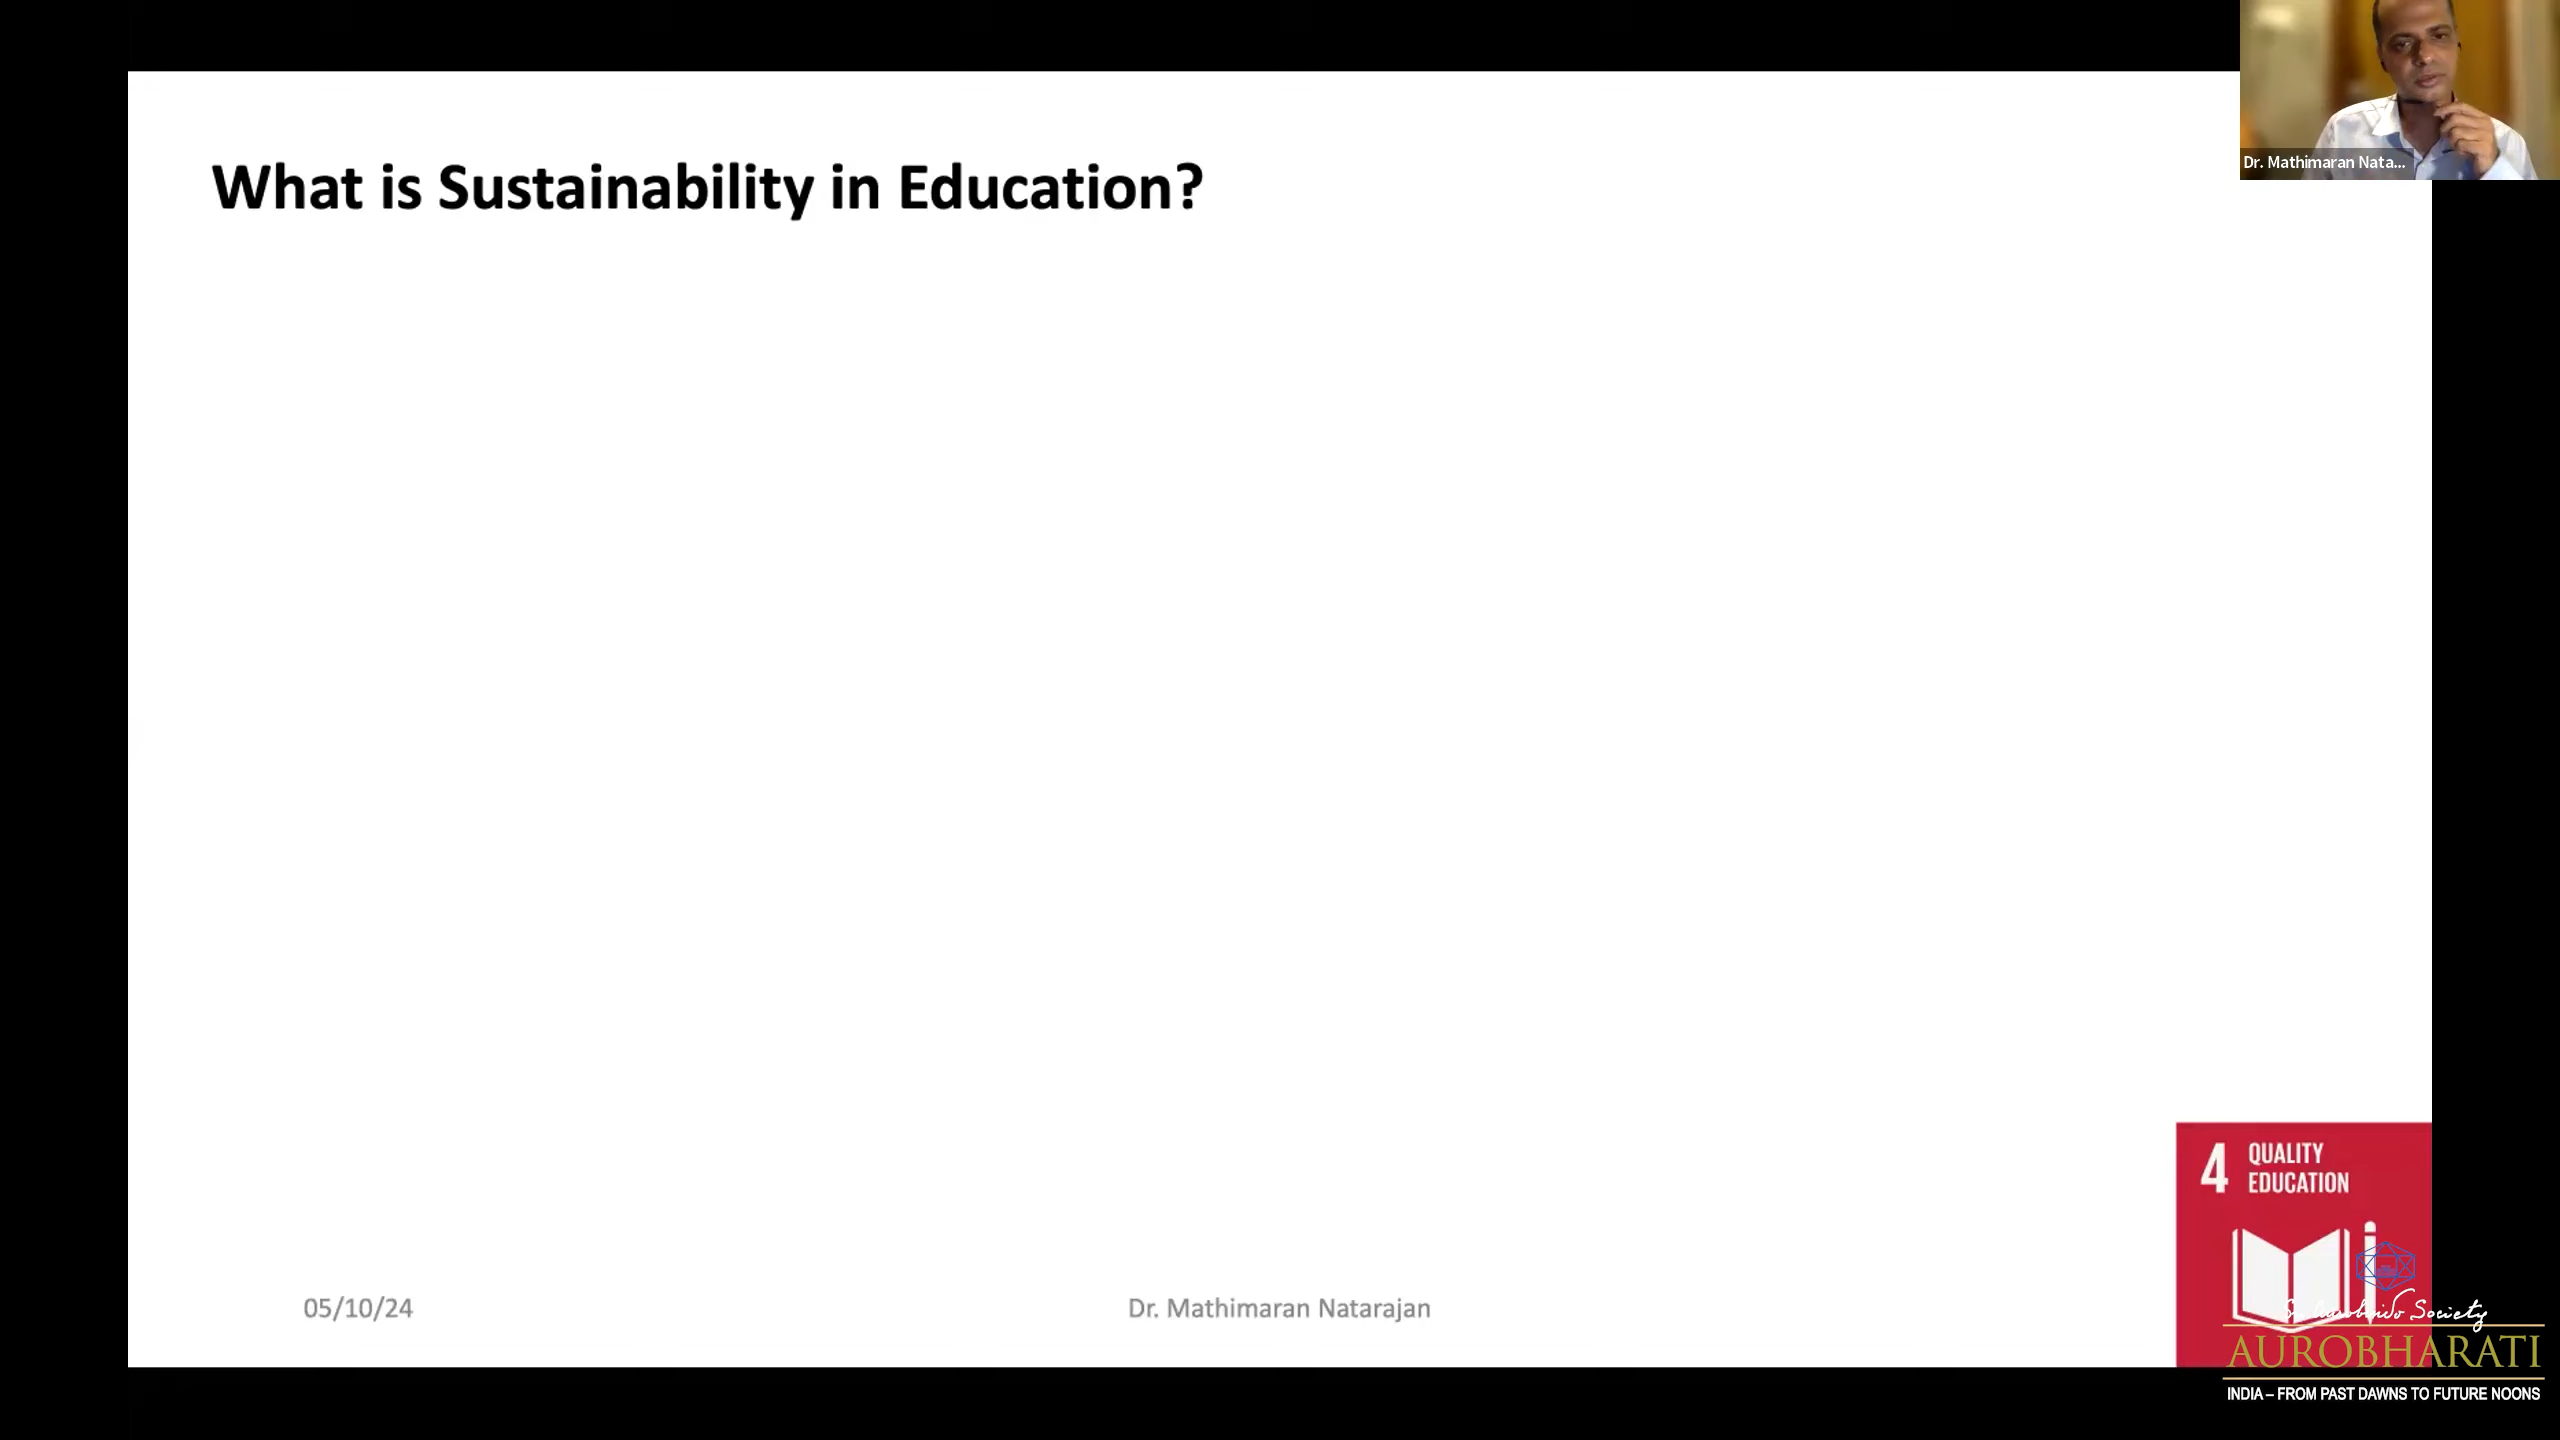 Dr. Mathimaran Nata...
What is Sustainability in Education?
4 QUALITY
EDUCATION
05/10/24
Dr. Mathimaran Natarajan
Society
AUROBHARATI
INDIA – FROM PAST DAWNS TO FUTURE NOONS